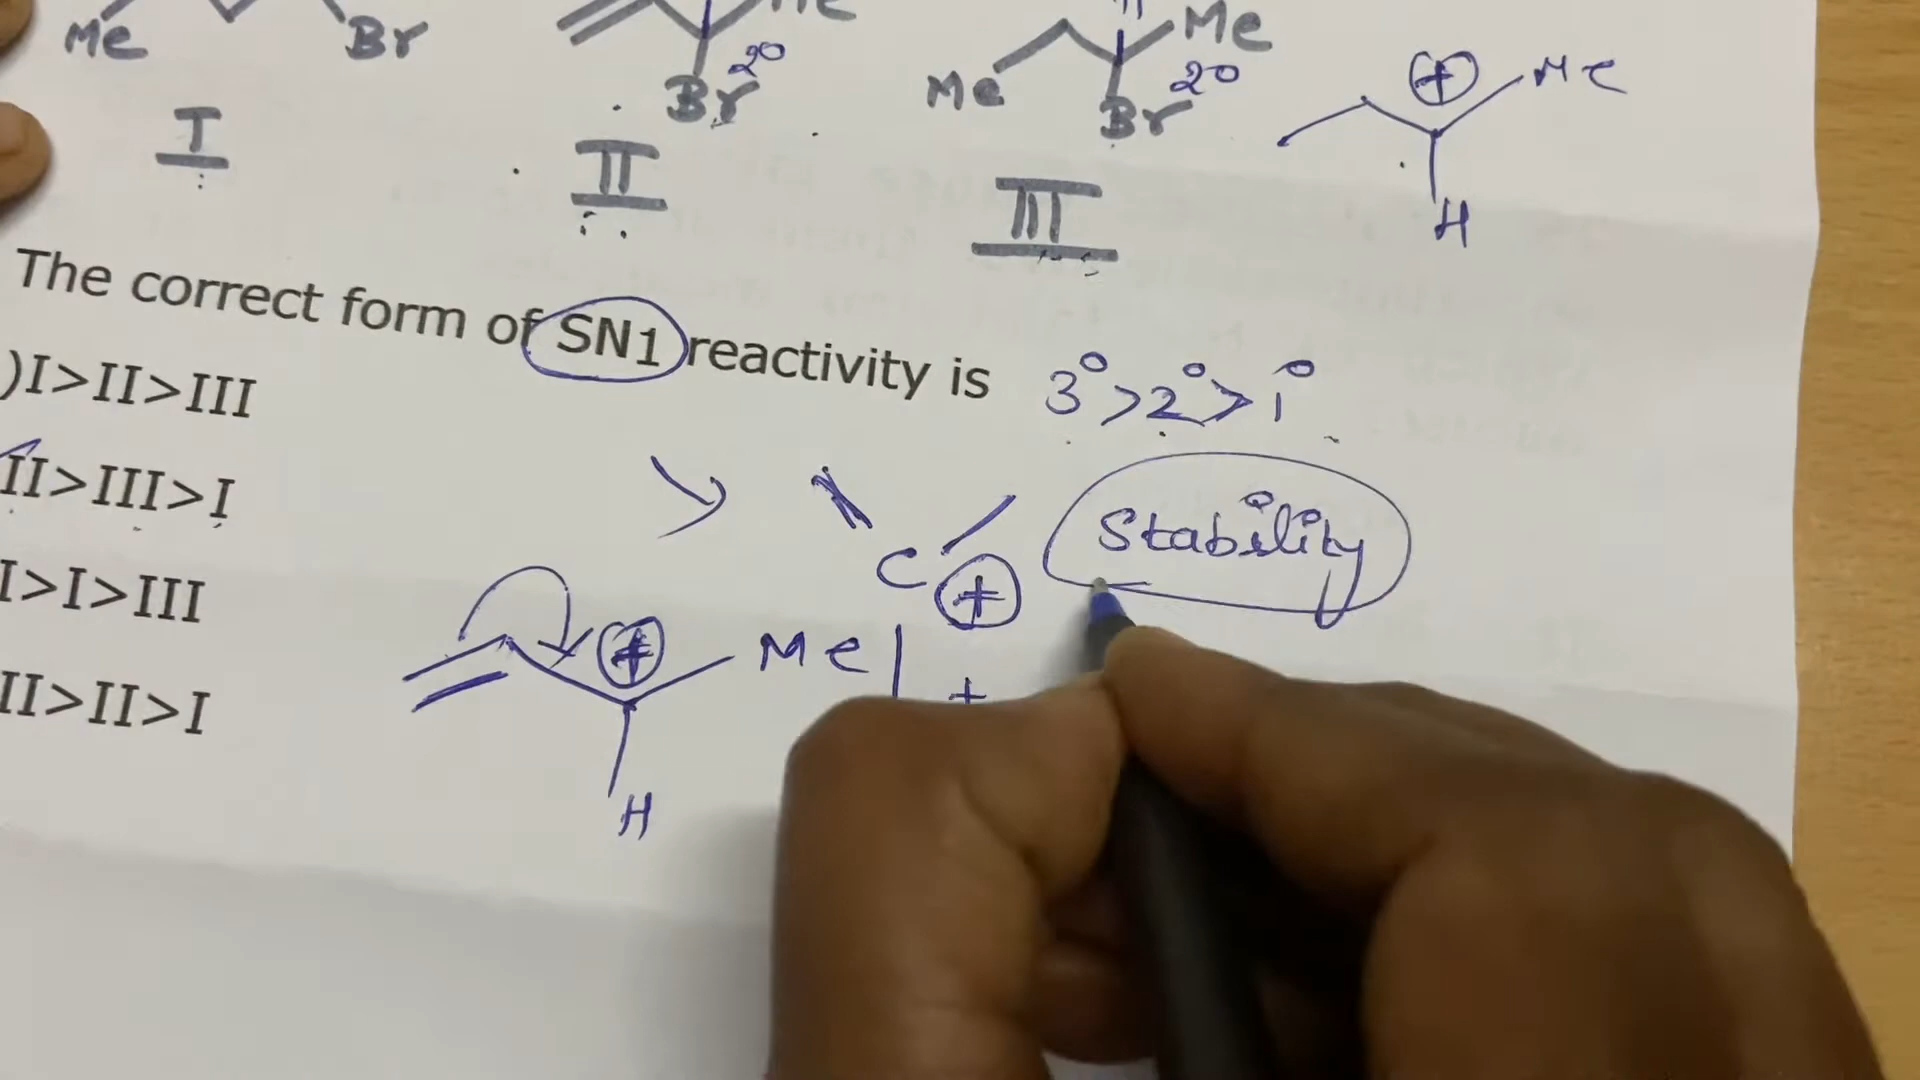 Me Br Me
Br 2° Me Br 2° ⊕ Me
I II III H
The correct form of SN1 reactivity is 3°>2°>1°
)I>II>III
II>III>I C ⊕ Stability
I>I>III ⊕ Me +
II>II>I
H